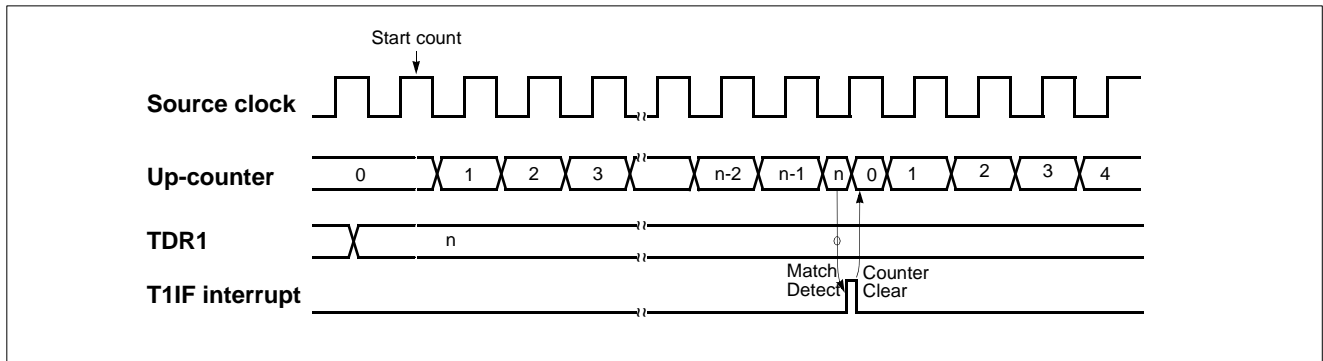 Start count
Source clock
Up-counter
0 1 2 3 n-2 n-1 n 0 1 2 3 4
TDR1
n
Match
Detect
Counter
Clear
T1IF interrupt